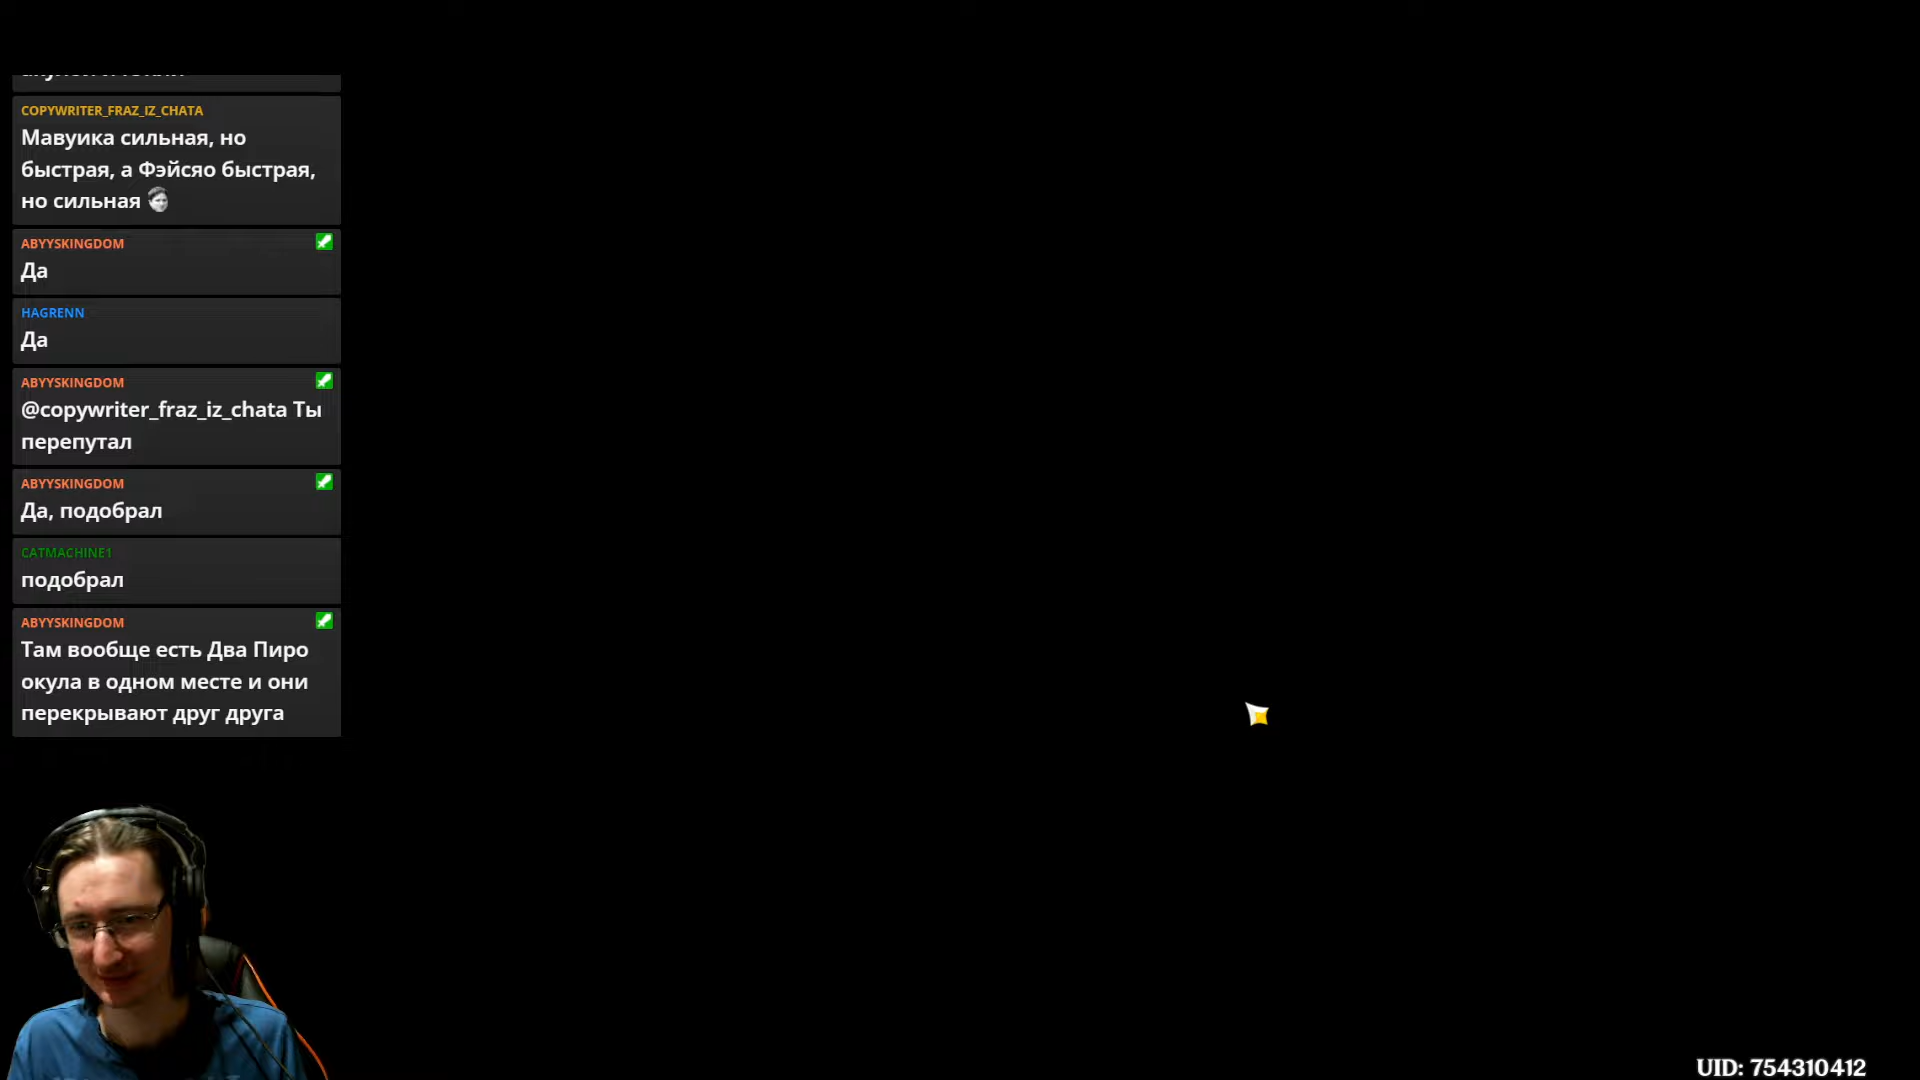 COPYWRITER_FRAZ_IZ_CHATA
Мавуика сильная, но
быстрая, а Фэйсяо быстрая,
но сильная
ABYYSKINGDOM
Да
HAGRENN
Да
ABYYSKINGDOM
@copywriter_fraz_iz_chata Ты
перепутал
ABYYSKINGDOM
Да, подобрал
CATMACHINE1
подобрал
ABYYSKINGDOM
Там вообще есть Два Пиро
окула в одном месте и они
перекрывают друг друга
UID: 754310412